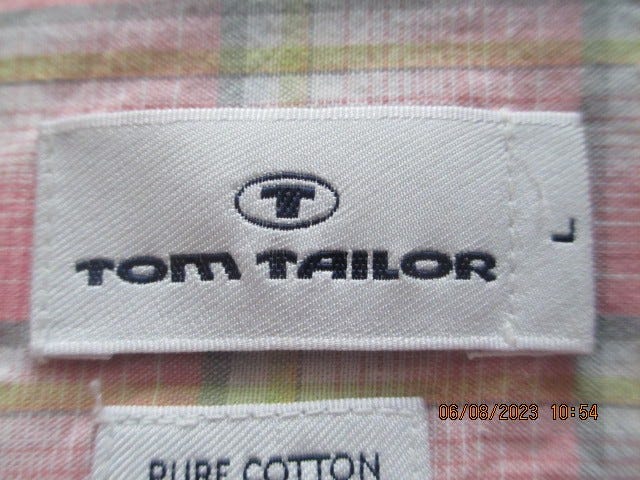 T
TOM TAILOR
L
PURE COTTON
06/08/2023 10:54